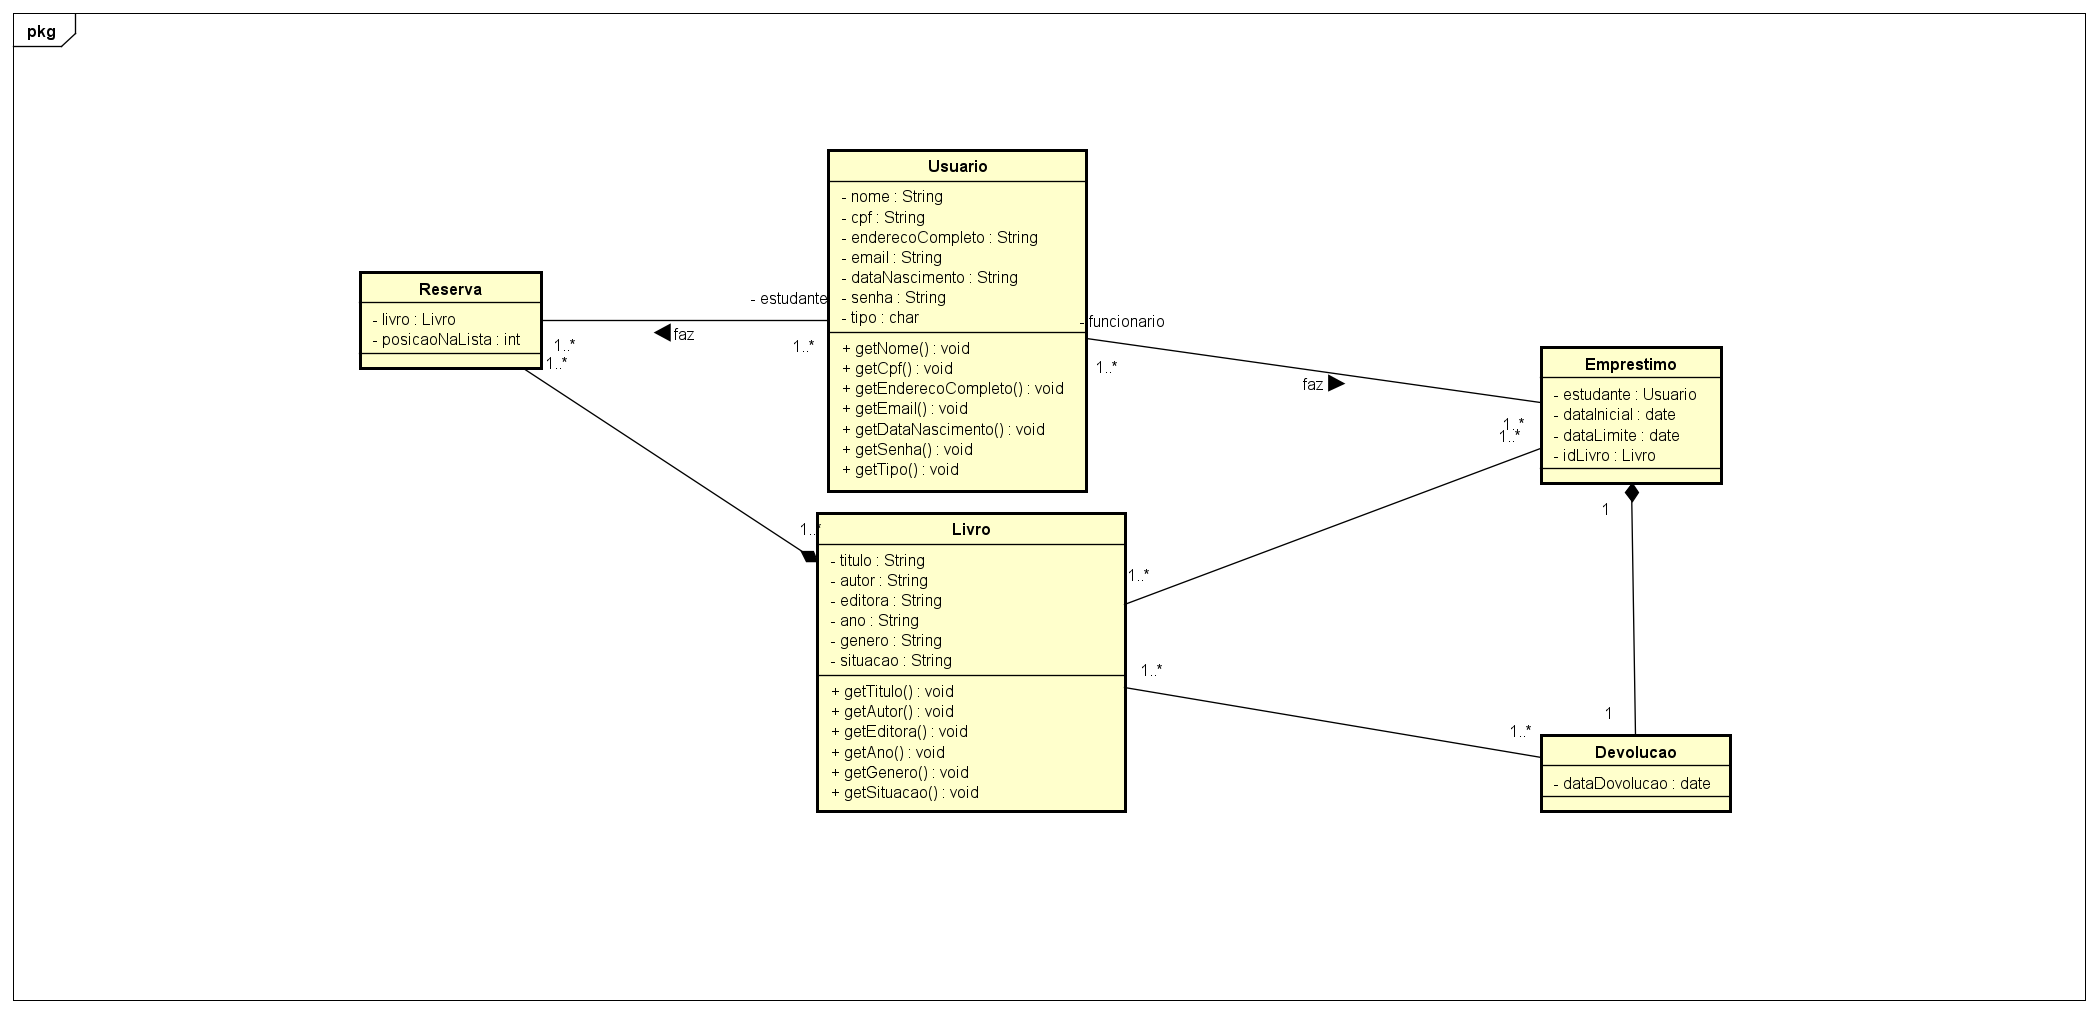 pkg
Usuario
- nome : String
- cpf : String
- enderecoCompleto : String
- email : String
- dataNascimento : String
- senha : String
- tipo : char
+ getNome() : void
+ getCpf() : void
+ getEnderecoCompleto() : void
+ getEmail() : void
+ getDataNascimento() : void
+ getSenha() : void
+ getTipo() : void
Reserva
- livro : Livro
- posicaoNaLista : int
- estudante
faz
1..*
1..*
1..*
- funcionario
1..*
faz
1..*
1..*
Emprestimo
- estudante : Usuario
- dataInicial : date
- dataLimite : date
- idLivro : Livro
1
1..*
Livro
- titulo : String
- autor : String
- editora : String
- ano : String
- genero : String
- situacao : String
+ getTitulo() : void
+ getAutor() : void
+ getEditora() : void
+ getAno() : void
+ getGenero() : void
+ getSituacao() : void
1..*
1..*
1..*
1
Devolucao
- dataDovolucao : date